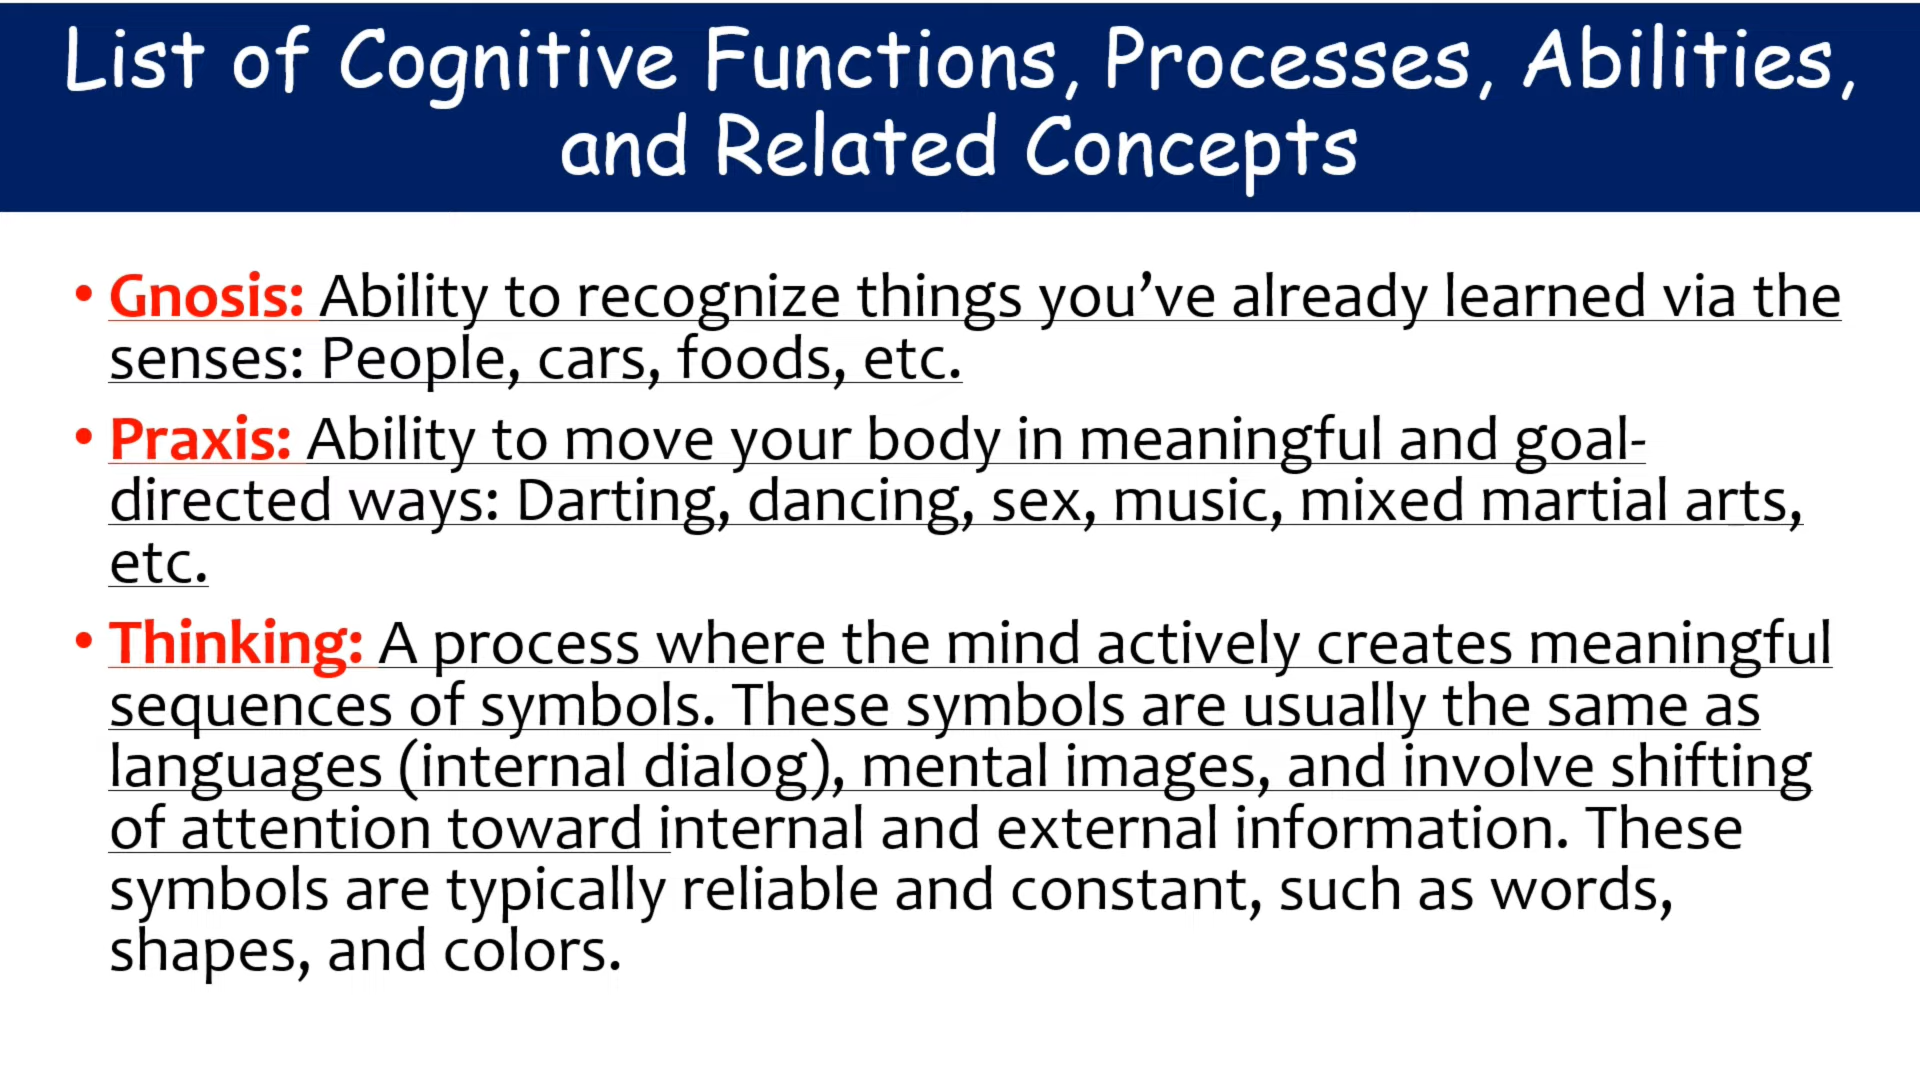 List of Cognitive Functions, Processes, Abilities,
and Related Concepts
• Gnosis: Ability to recognize things you’ve already learned via the
senses: People, cars, foods, etc.
• Praxis: Ability to move your body in meaningful and goal-
directed ways: Darting, dancing, sex, music, mixed martial arts,
etc.
• Thinking: A process where the mind actively creates meaningful
sequences of symbols. These symbols are usually the same as
languages (internal dialog), mental images, and involve shifting
of attention toward internal and external information. These
symbols are typically reliable and constant, such as words,
shapes, and colors.